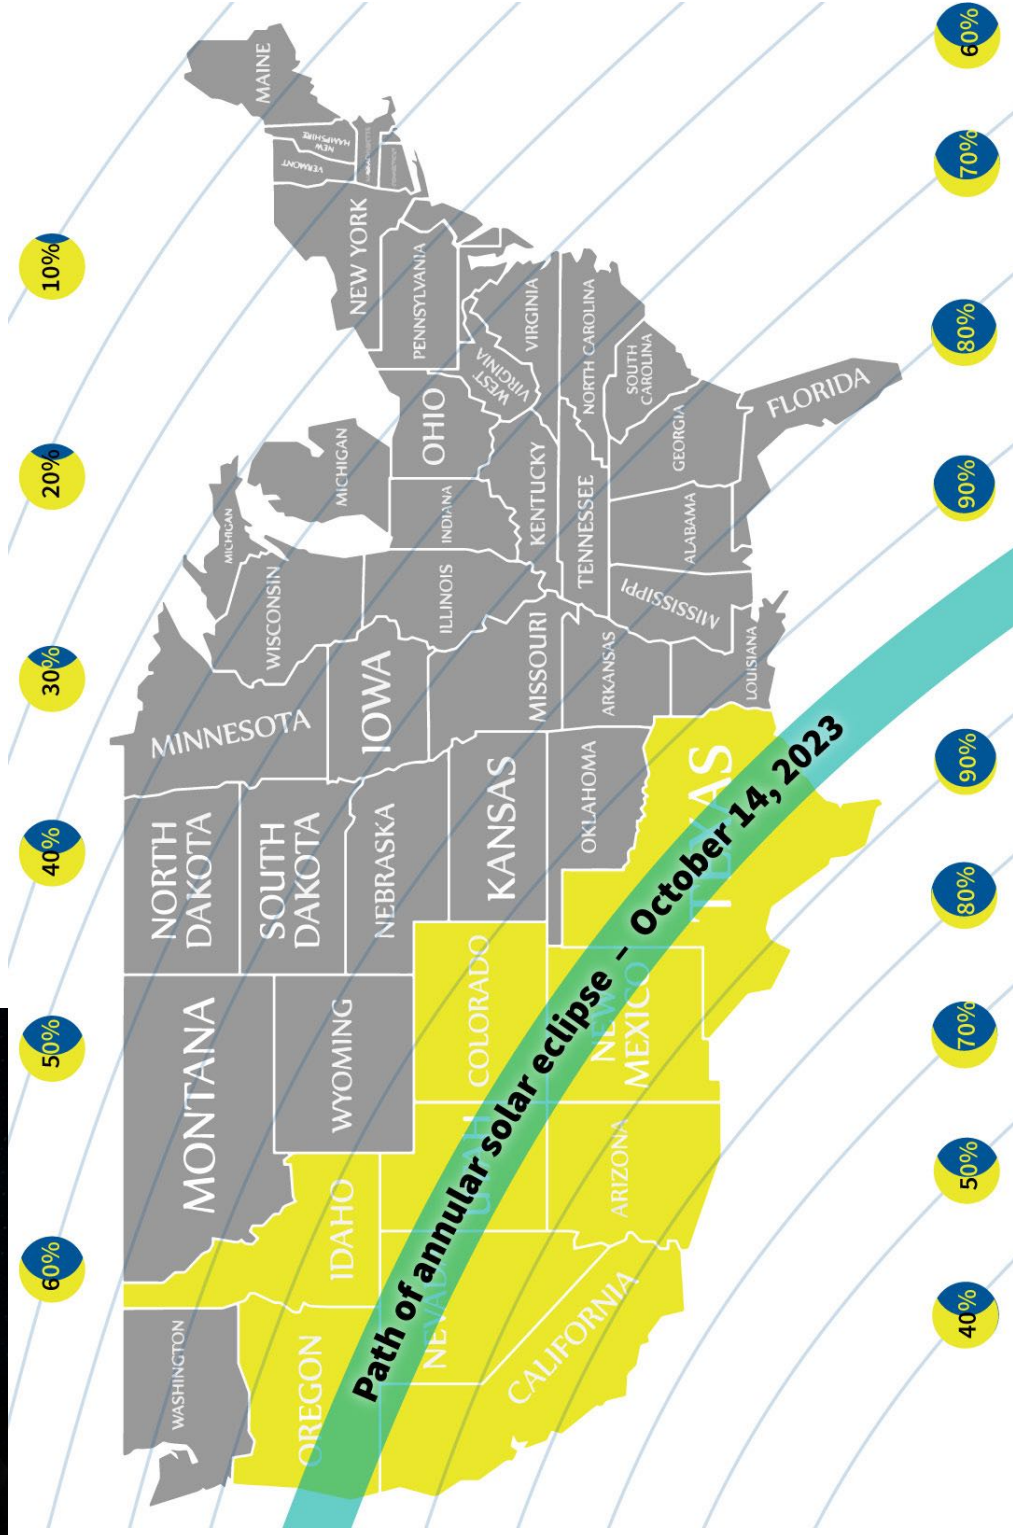 60%
50%
40%
30%
20%
10%
WASHINGTON
MONTANA
NORTH
DAKOTA
MINNESOTA
WISCONSIN
MICHIGAN
MICHIGAN
VERMONT
NEW
HAMPSHIRE
MAINE
OREGON
IDAHO
WYOMING
SOUTH
DAKOTA
NEBRASKA
IOWA
ILLINOIS
INDIANA
OHIO
PENNSYLVANIA
NEW YORK
NEVADA
UTAH
COLORADO
KANSAS
MISSOURI
KENTUCKY
WEST
VIRGINIA
VIRGINIA
CALIFORNIA
ARIZONA
NEW
MEXICO
OKLAHOMA
ARKANSAS
TENNESSEE
NORTH CAROLINA
SOUTH
CAROLINA
TEXAS
LOUISIANA
MISSISSIPPI
ALABAMA
GEORGIA
FLORIDA
Path of annular solar eclipse – October 14, 2023
40%
50%
70%
80%
90%
90%
80%
70%
60%